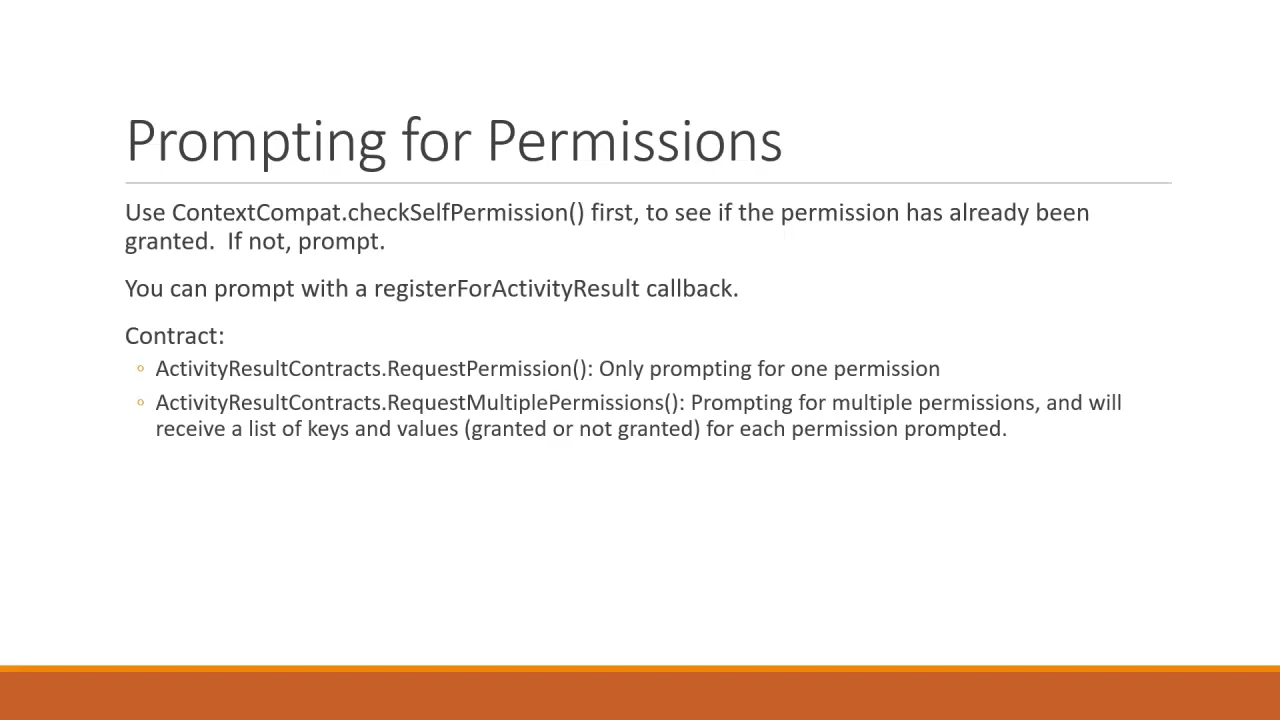 Prompting for Permissions
Use ContextCompat.checkSelfPermission() first, to see if the permission has already been
granted.  If not, prompt.
You can prompt with a registerForActivityResult callback.
Contract:
◦ ActivityResultContracts.RequestPermission(): Only prompting for one permission
◦ ActivityResultContracts.RequestMultiplePermissions(): Prompting for multiple permissions, and will
receive a list of keys and values (granted or not granted) for each permission prompted.